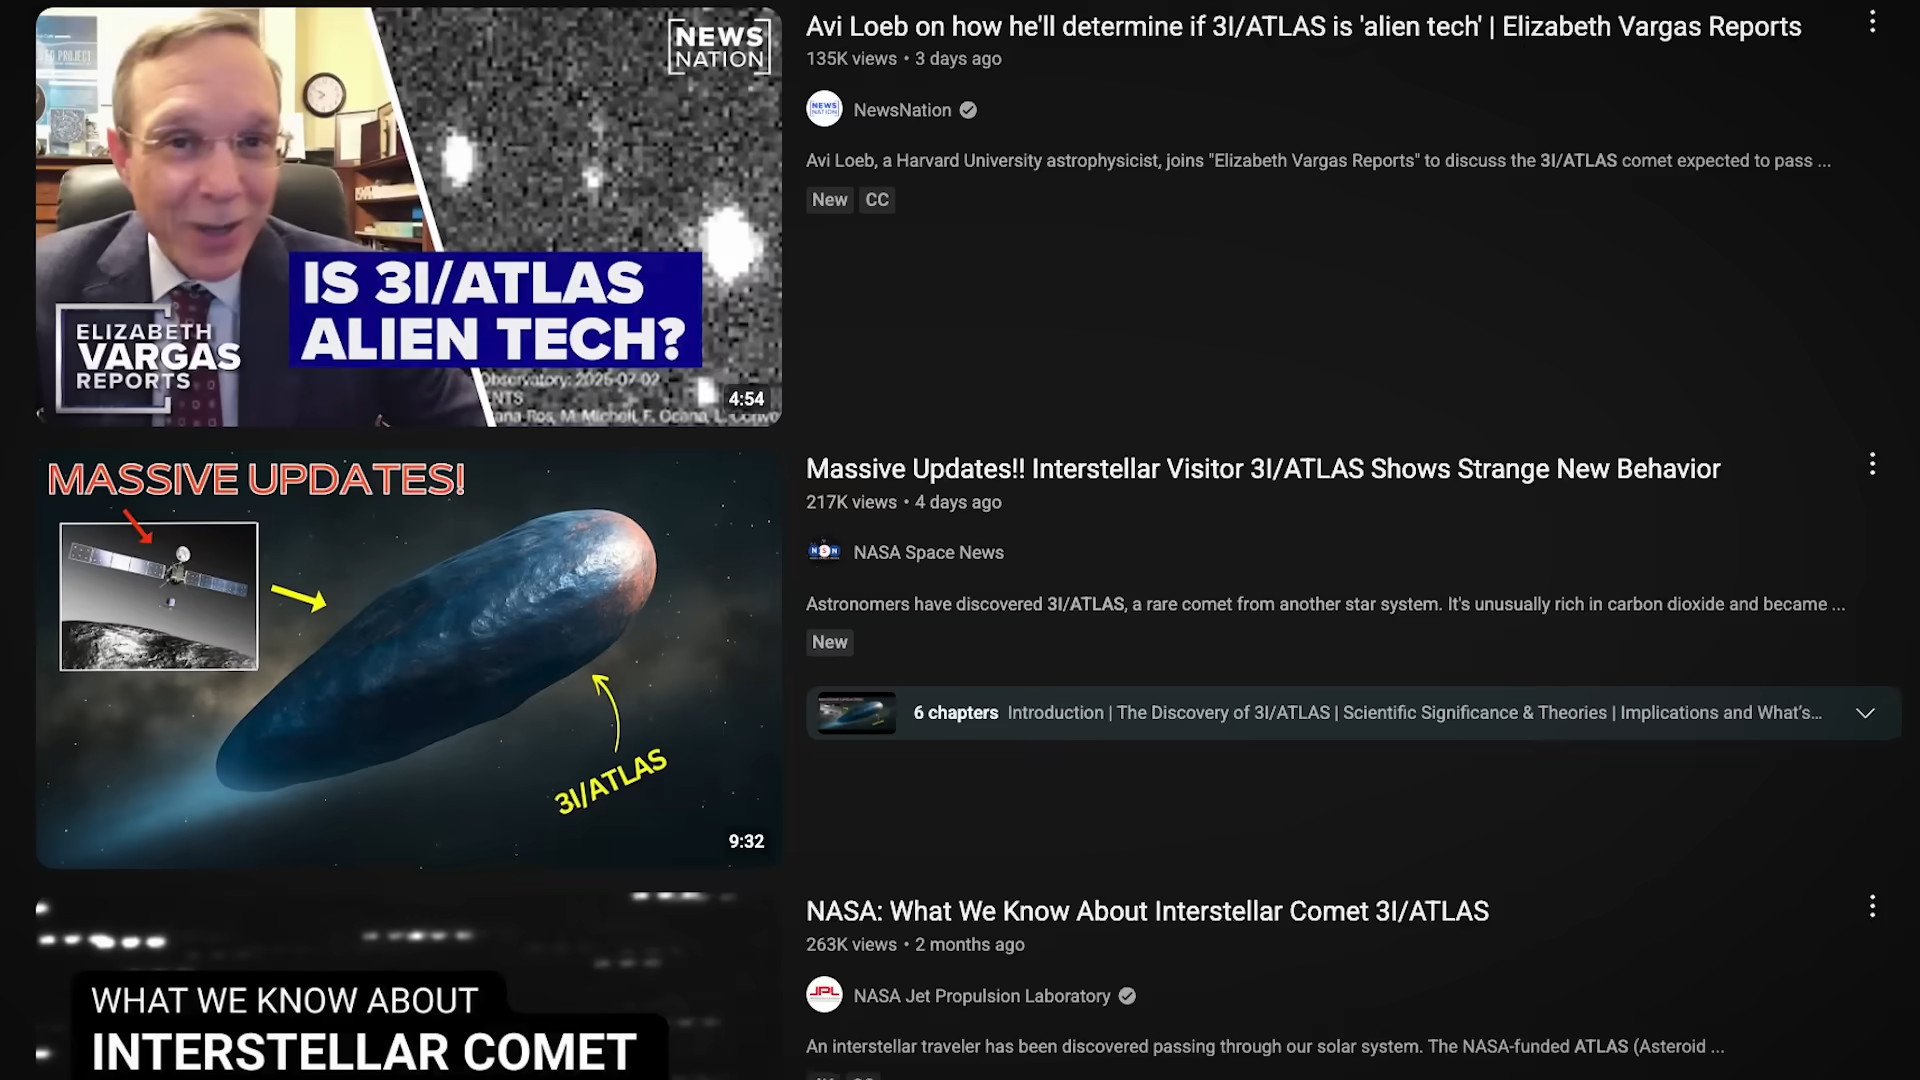 NEWS
NATION
IS 3I/ATLAS
ALIEN TECH?
ELIZABETH
VARGAS
REPORTS
Observatory: 2025-07-02
4:54
Avi Loeb on how he'll determine if 3I/ATLAS is 'alien tech' | Elizabeth Vargas Reports
135K views • 3 days ago
NEWS
NATION
NewsNation
Avi Loeb, a Harvard University astrophysicist, joins "Elizabeth Vargas Reports" to discuss the 3I/ATLAS comet expected to pass ...
New CC
MASSIVE UPDATES!
3I/ATLAS
9:32
Massive Updates!! Interstellar Visitor 3I/ATLAS Shows Strange New Behavior
217K views • 4 days ago
NSN
NASA Space News
Astronomers have discovered 3I/ATLAS, a rare comet from another star system. It's unusually rich in carbon dioxide and became ...
New
6 chapters Introduction | The Discovery of 3I/ATLAS | Scientific Significance & Theories | Implications and What's...
WHAT WE KNOW ABOUT
INTERSTELLAR COMET
NASA: What We Know About Interstellar Comet 3I/ATLAS
263K views • 2 months ago
JPL
NASA Jet Propulsion Laboratory
An interstellar traveler has been discovered passing through our solar system. The NASA-funded ATLAS (Asteroid ...